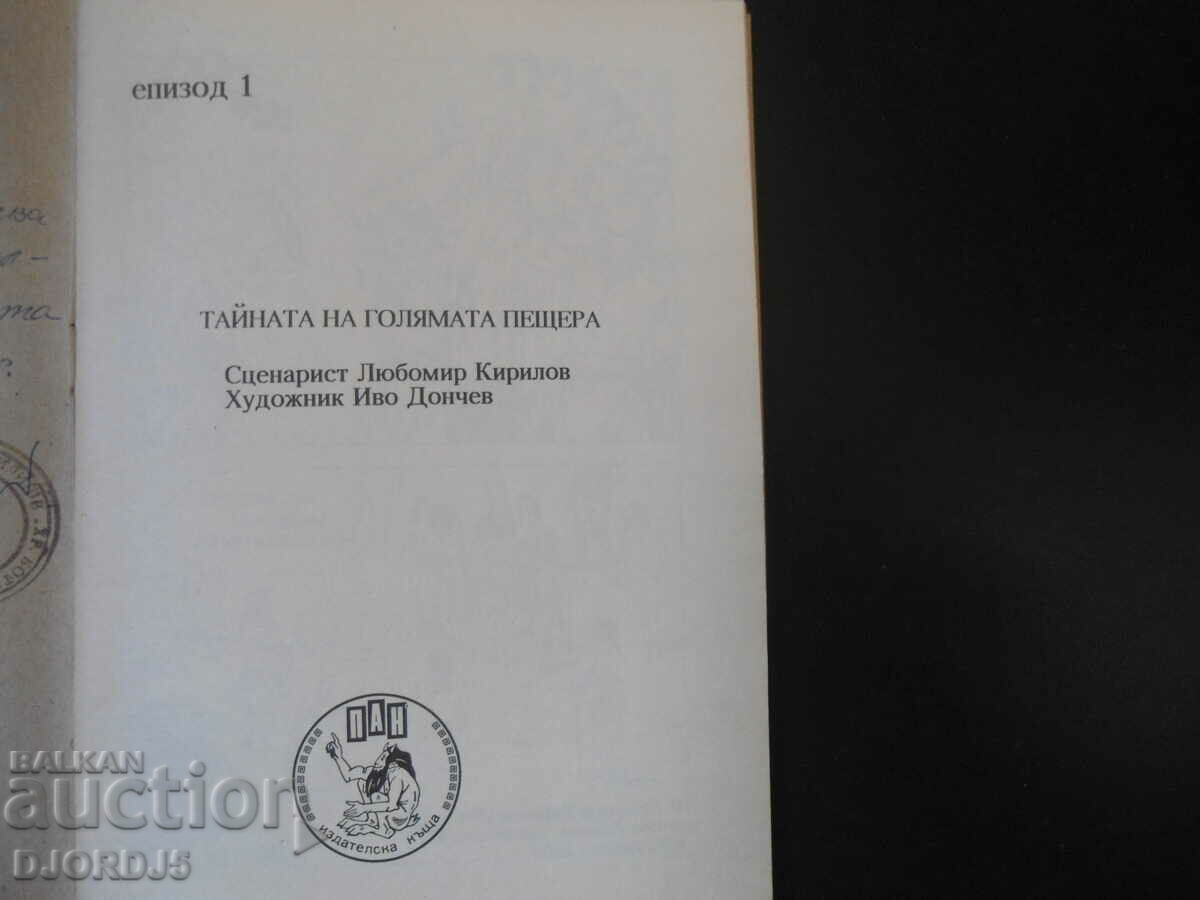 епизод 1
ТАЙНАТА НА ГОЛЯМАТА ПЕЩЕРА
Сценарист Любомир Кирилов
Художник Иво Дончев
ПАН
издателска къща
BALKAN
auction
DJORDJ5